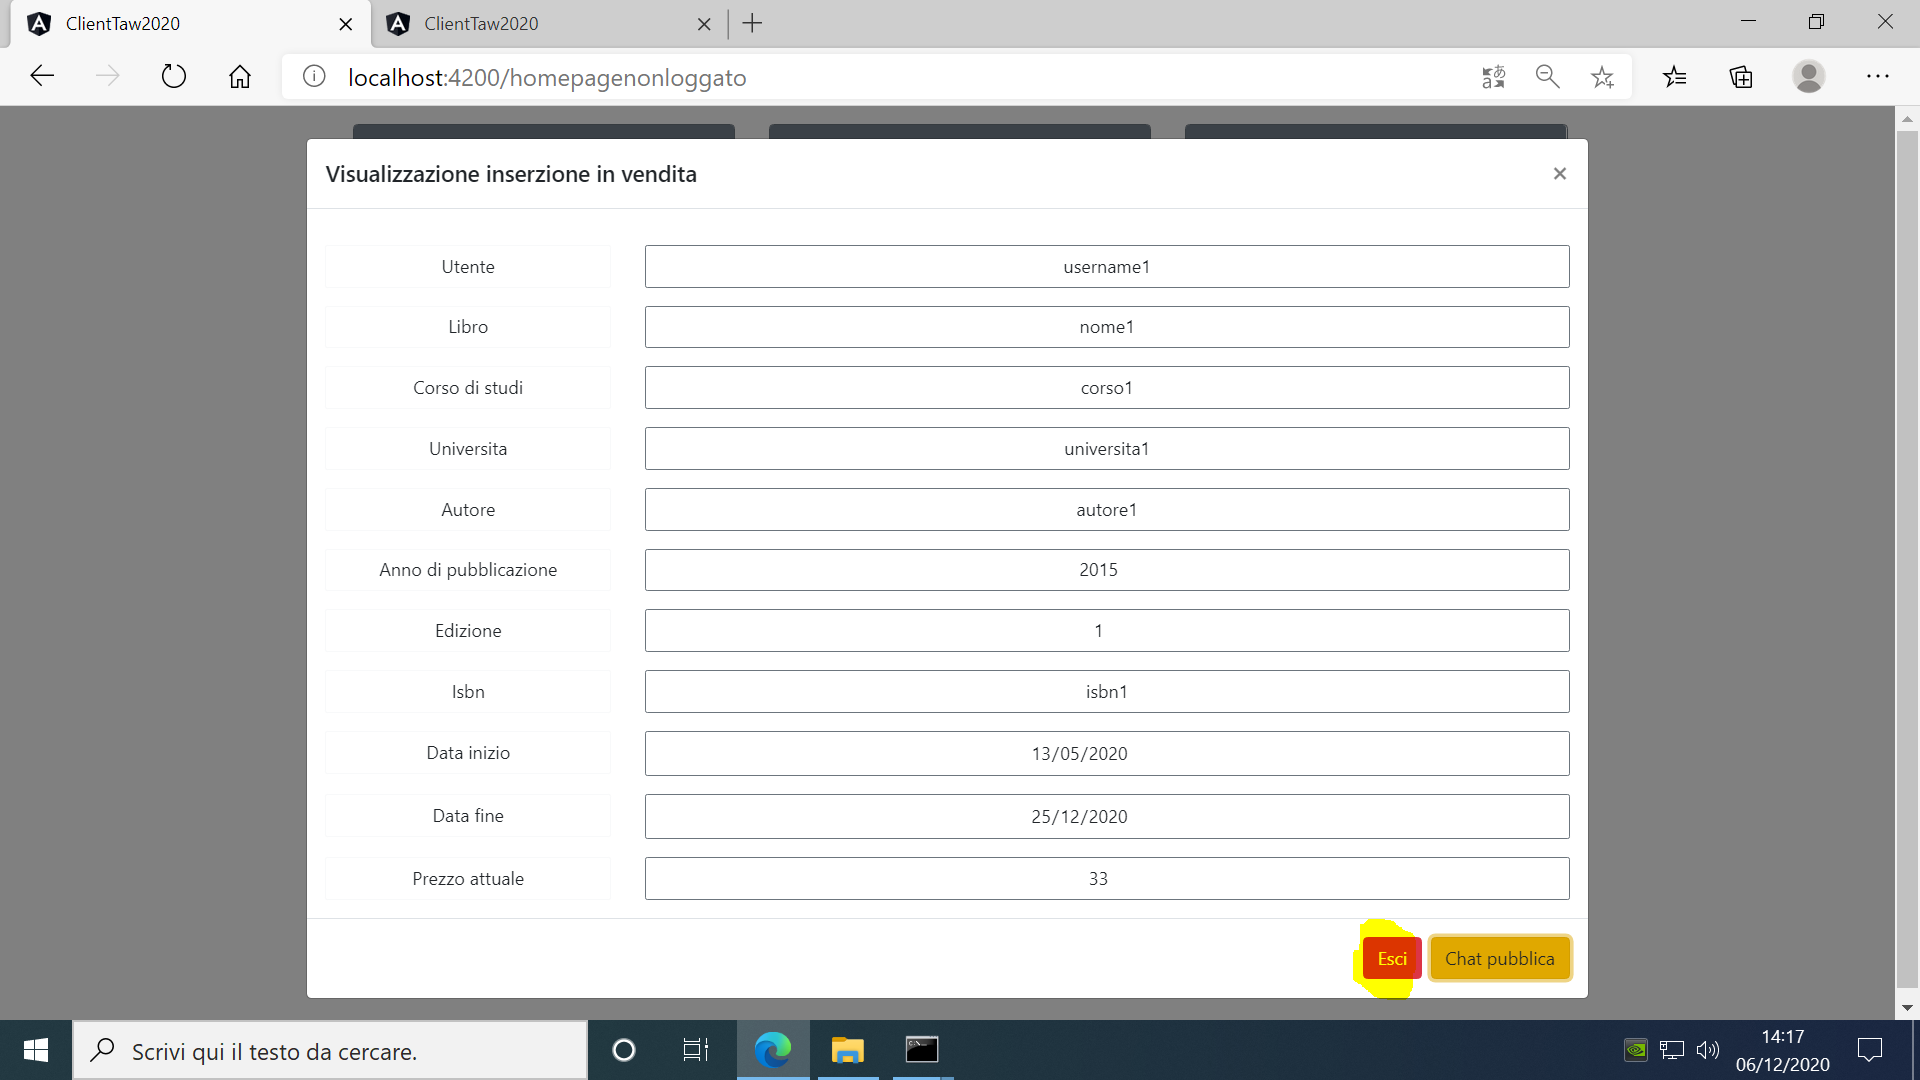 ClientTaw2020
ClientTaw2020
localhost:4200/homepagenonloggato
Visualizzazione inserzione in vendita
×
Utente username1
Libro nome1
Corso di studi corso1
Universita universita1
Autore autore1
Anno di pubblicazione 2015
Edizione 1
Isbn isbn1
Data inizio 13/05/2020
Data fine 25/12/2020
Prezzo attuale 33
Esci Chat pubblica
Scrivi qui il testo da cercare.
14:17
06/12/2020